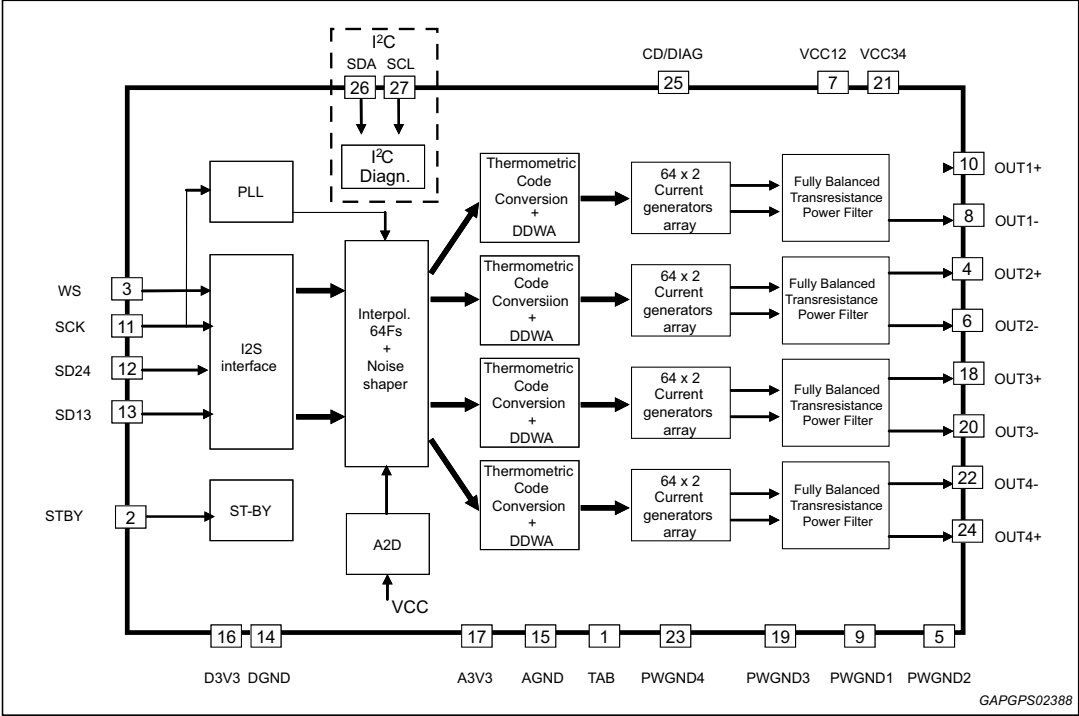 I²C
SDA SCL
26 27
I²C
Diagn.
CD/DIAG
25
VCC12 VCC34
7 21
PLL
WS
3
SCK
11
SD24
12
SD13
13
I2S
interface
STBY
2
ST-BY
Interpol.
64Fs
+
Noise
shaper
A2D
VCC
Thermometric
Code
Conversion
+
DDWA
64 x 2
Current
generators
array
Fully Balanced
Transresistance
Power Filter
10 OUT1+
8 OUT1-
Thermometric
Code
Conversiion
+
DDWA
64 x 2
Current
generators
array
Fully Balanced
Transresistance
Power Filter
4 OUT2+
6 OUT2-
Thermometric
Code
Conversion
+
DDWA
64 x 2
Current
generators
array
Fully Balanced
Transresistance
Power Filter
18 OUT3+
20 OUT3-
Thermometric
Code
Conversion
+
DDWA
64 x 2
Current
generators
array
Fully Balanced
Transresistance
Power Filter
22 OUT4-
24 OUT4+
16 14 17 15 1 23 19 9 5
D3V3 DGND A3V3 AGND TAB PWGND4 PWGND3 PWGND1 PWGND2
GAPGPS02388